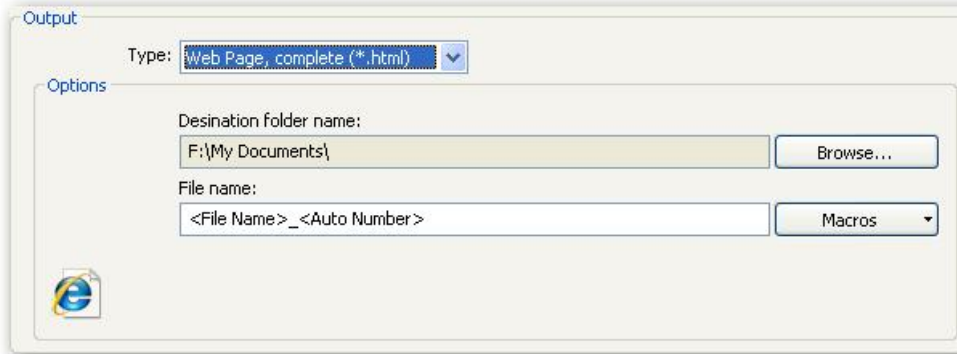 Output
Type: Web Page, complete (*.html)
Options
Desination folder name:
F:\My Documents\ Browse...
File name:
<File Name>_<Auto Number> Macros